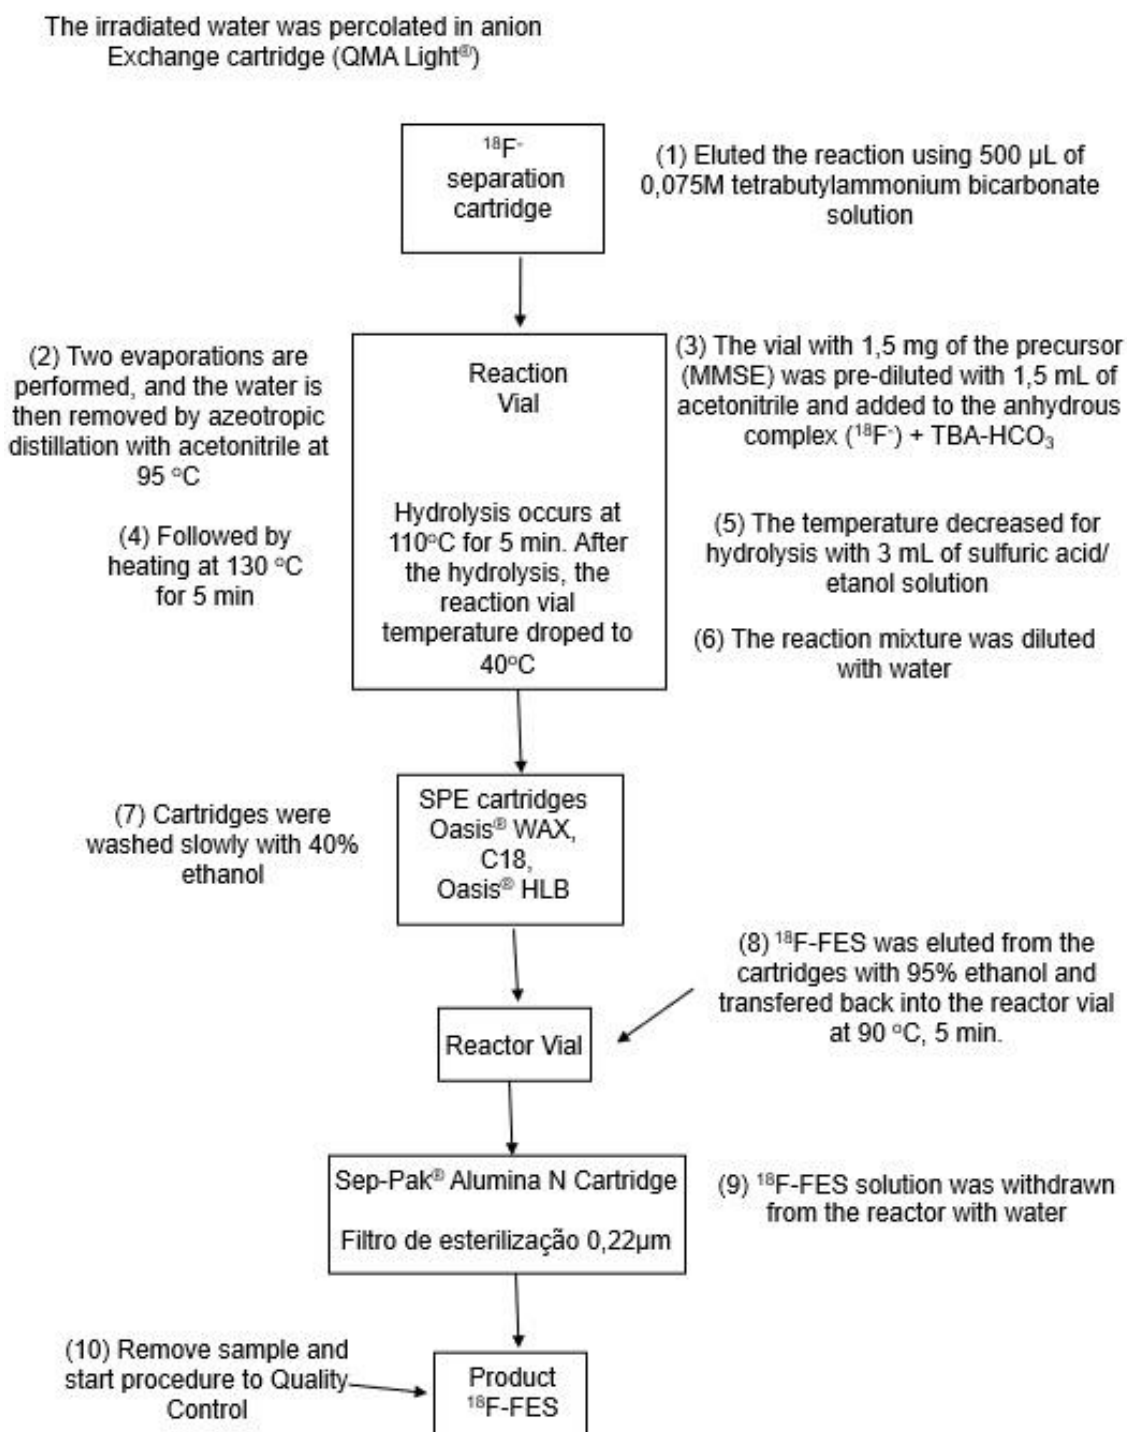 The irradiated water was percolated in anion
Exchange cartridge (QMA Light®)
¹⁸F⁻
separation
cartridge
(1) Eluted the reaction using 500 µL of
0,075M tetrabutylammonium bicarbonate
solution
(2) Two evaporations are
performed, and the water is
then removed by azeotropic
distillation with acetonitrile at
95 ºC
(4) Followed by
heating at 130 ºC
for 5 min
Reaction
Vial
Hydrolysis occurs at
110ºC for 5 min. After
the hydrolysis, the
reaction vial
temperature droped to
40ºC
(3) The vial with 1,5 mg of the precursor
(MMSE) was pre-diluted with 1,5 mL of
acetonitrile and added to the anhydrous
complex (¹⁸F⁻) + TBA-HCO₃
(5) The temperature decreased for
hydrolysis with 3 mL of sulfuric acid/
etanol solution
(6) The reaction mixture was diluted
with water
(7) Cartridges were
washed slowly with 40%
ethanol
SPE cartridges
Oasis® WAX,
C18,
Oasis® HLB
(8) ¹⁸F-FES was eluted from the
cartridges with 95% ethanol and
transfered back into the reactor vial
at 90 ºC, 5 min.
Reactor Vial
Sep-Pak® Alumina N Cartridge
Filtro de esterilização 0,22µm
(9) ¹⁸F-FES solution was withdrawn
from the reactor with water
(10) Remove sample and
start procedure to Quality
Control
Product
¹⁸F-FES